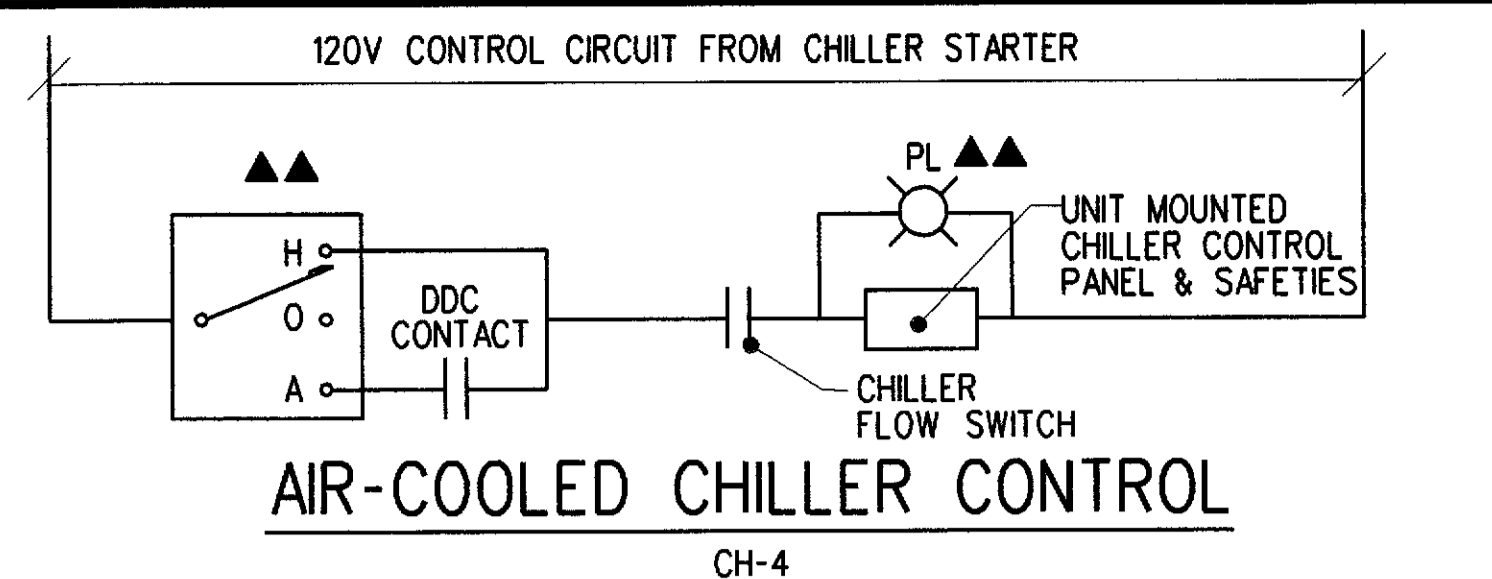 120V CONTROL CIRCUIT FROM CHILLER STARTER
PL
UNIT MOUNTED
CHILLER CONTROL
PANEL & SAFETIES
H
O
A
DDC
CONTACT
CHILLER
FLOW SWITCH
AIR-COOLED CHILLER CONTROL
CH-4